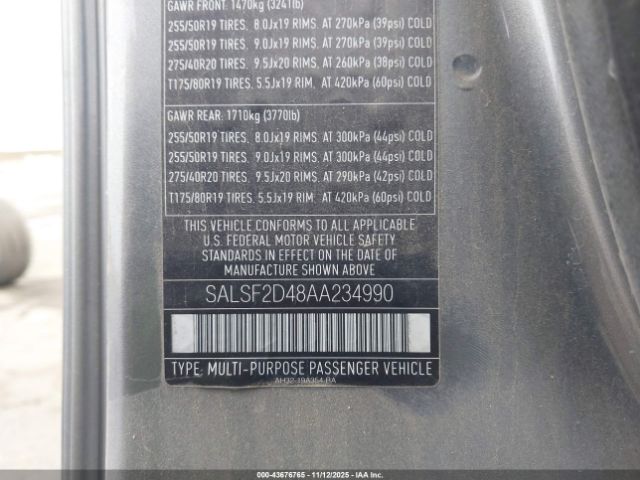 GAWR FRONT: 1470kg (3241lb)
255/50R19 TIRES, 8.0Jx19 RIMS, AT 270kPa (39psi) COLD
255/50R19 TIRES, 9.0Jx19 RIMS, AT 270kPa (39psi) COLD
275/40R20 TIRES, 9.5Jx20 RIMS, AT 260kPa (38psi) COLD
T175/80R19 TIRES, 5.5Jx19 RIM, AT 420kPa (60psi) COLD
GAWR REAR: 1710kg (3770lb)
255/50R19 TIRES, 8.0Jx19 RIMS, AT 300kPa (44psi) COLD
255/50R19 TIRES, 9.0Jx19 RIMS, AT 300kPa (44psi) COLD
275/40R20 TIRES, 9.5Jx20 RIMS, AT 290kPa (42psi) COLD
T175/80R19 TIRES, 5.5Jx19 RIM, AT 420kPa (60psi) COLD
THIS VEHICLE CONFORMS TO ALL APPLICABLE
U.S. FEDERAL MOTOR VEHICLE SAFETY
STANDARDS IN EFFECT ON THE DATE OF
MANUFACTURE SHOWN ABOVE
SALSF2D48AA234990
TYPE: MULTI-PURPOSE PASSENGER VEHICLE
AH32-19A354-BA
000-43676765 - 11/12/2025 - IAAI.COM